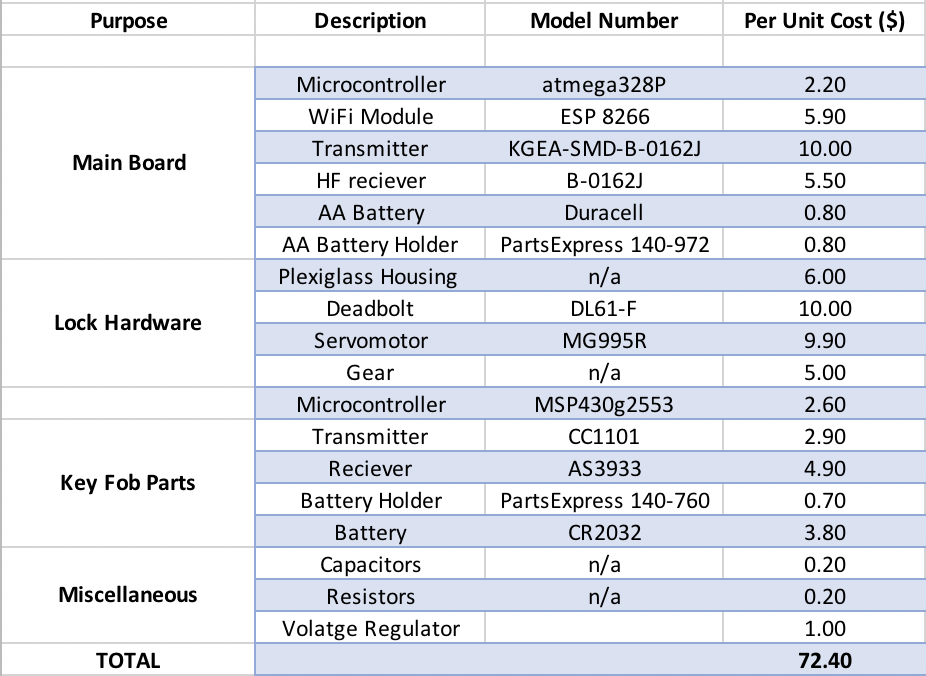 Purpose Description Model Number Per Unit Cost ($)
Microcontroller atmega328P 2.20
WiFi Module ESP 8266 5.90
Transmitter KGEA-SMD-B-0162J 10.00
Main Board
HF reciever B-0162J 5.50
AA Battery Duracell 0.80
AA Battery Holder PartsExpress 140-972 0.80
Plexiglass Housing n/a 6.00
Deadbolt DL61-F 10.00
Lock Hardware
Servomotor MG995R 9.90
Gear n/a 5.00
Microcontroller MSP430g2553 2.60
Transmitter CC1101 2.90
Reciever AS3933 4.90
Key Fob Parts
Battery Holder PartsExpress 140-760 0.70
Battery CR2032 3.80
Capacitors n/a 0.20
Miscellaneous Resistors n/a 0.20
Volatge Regulator 1.00
TOTAL 72.40